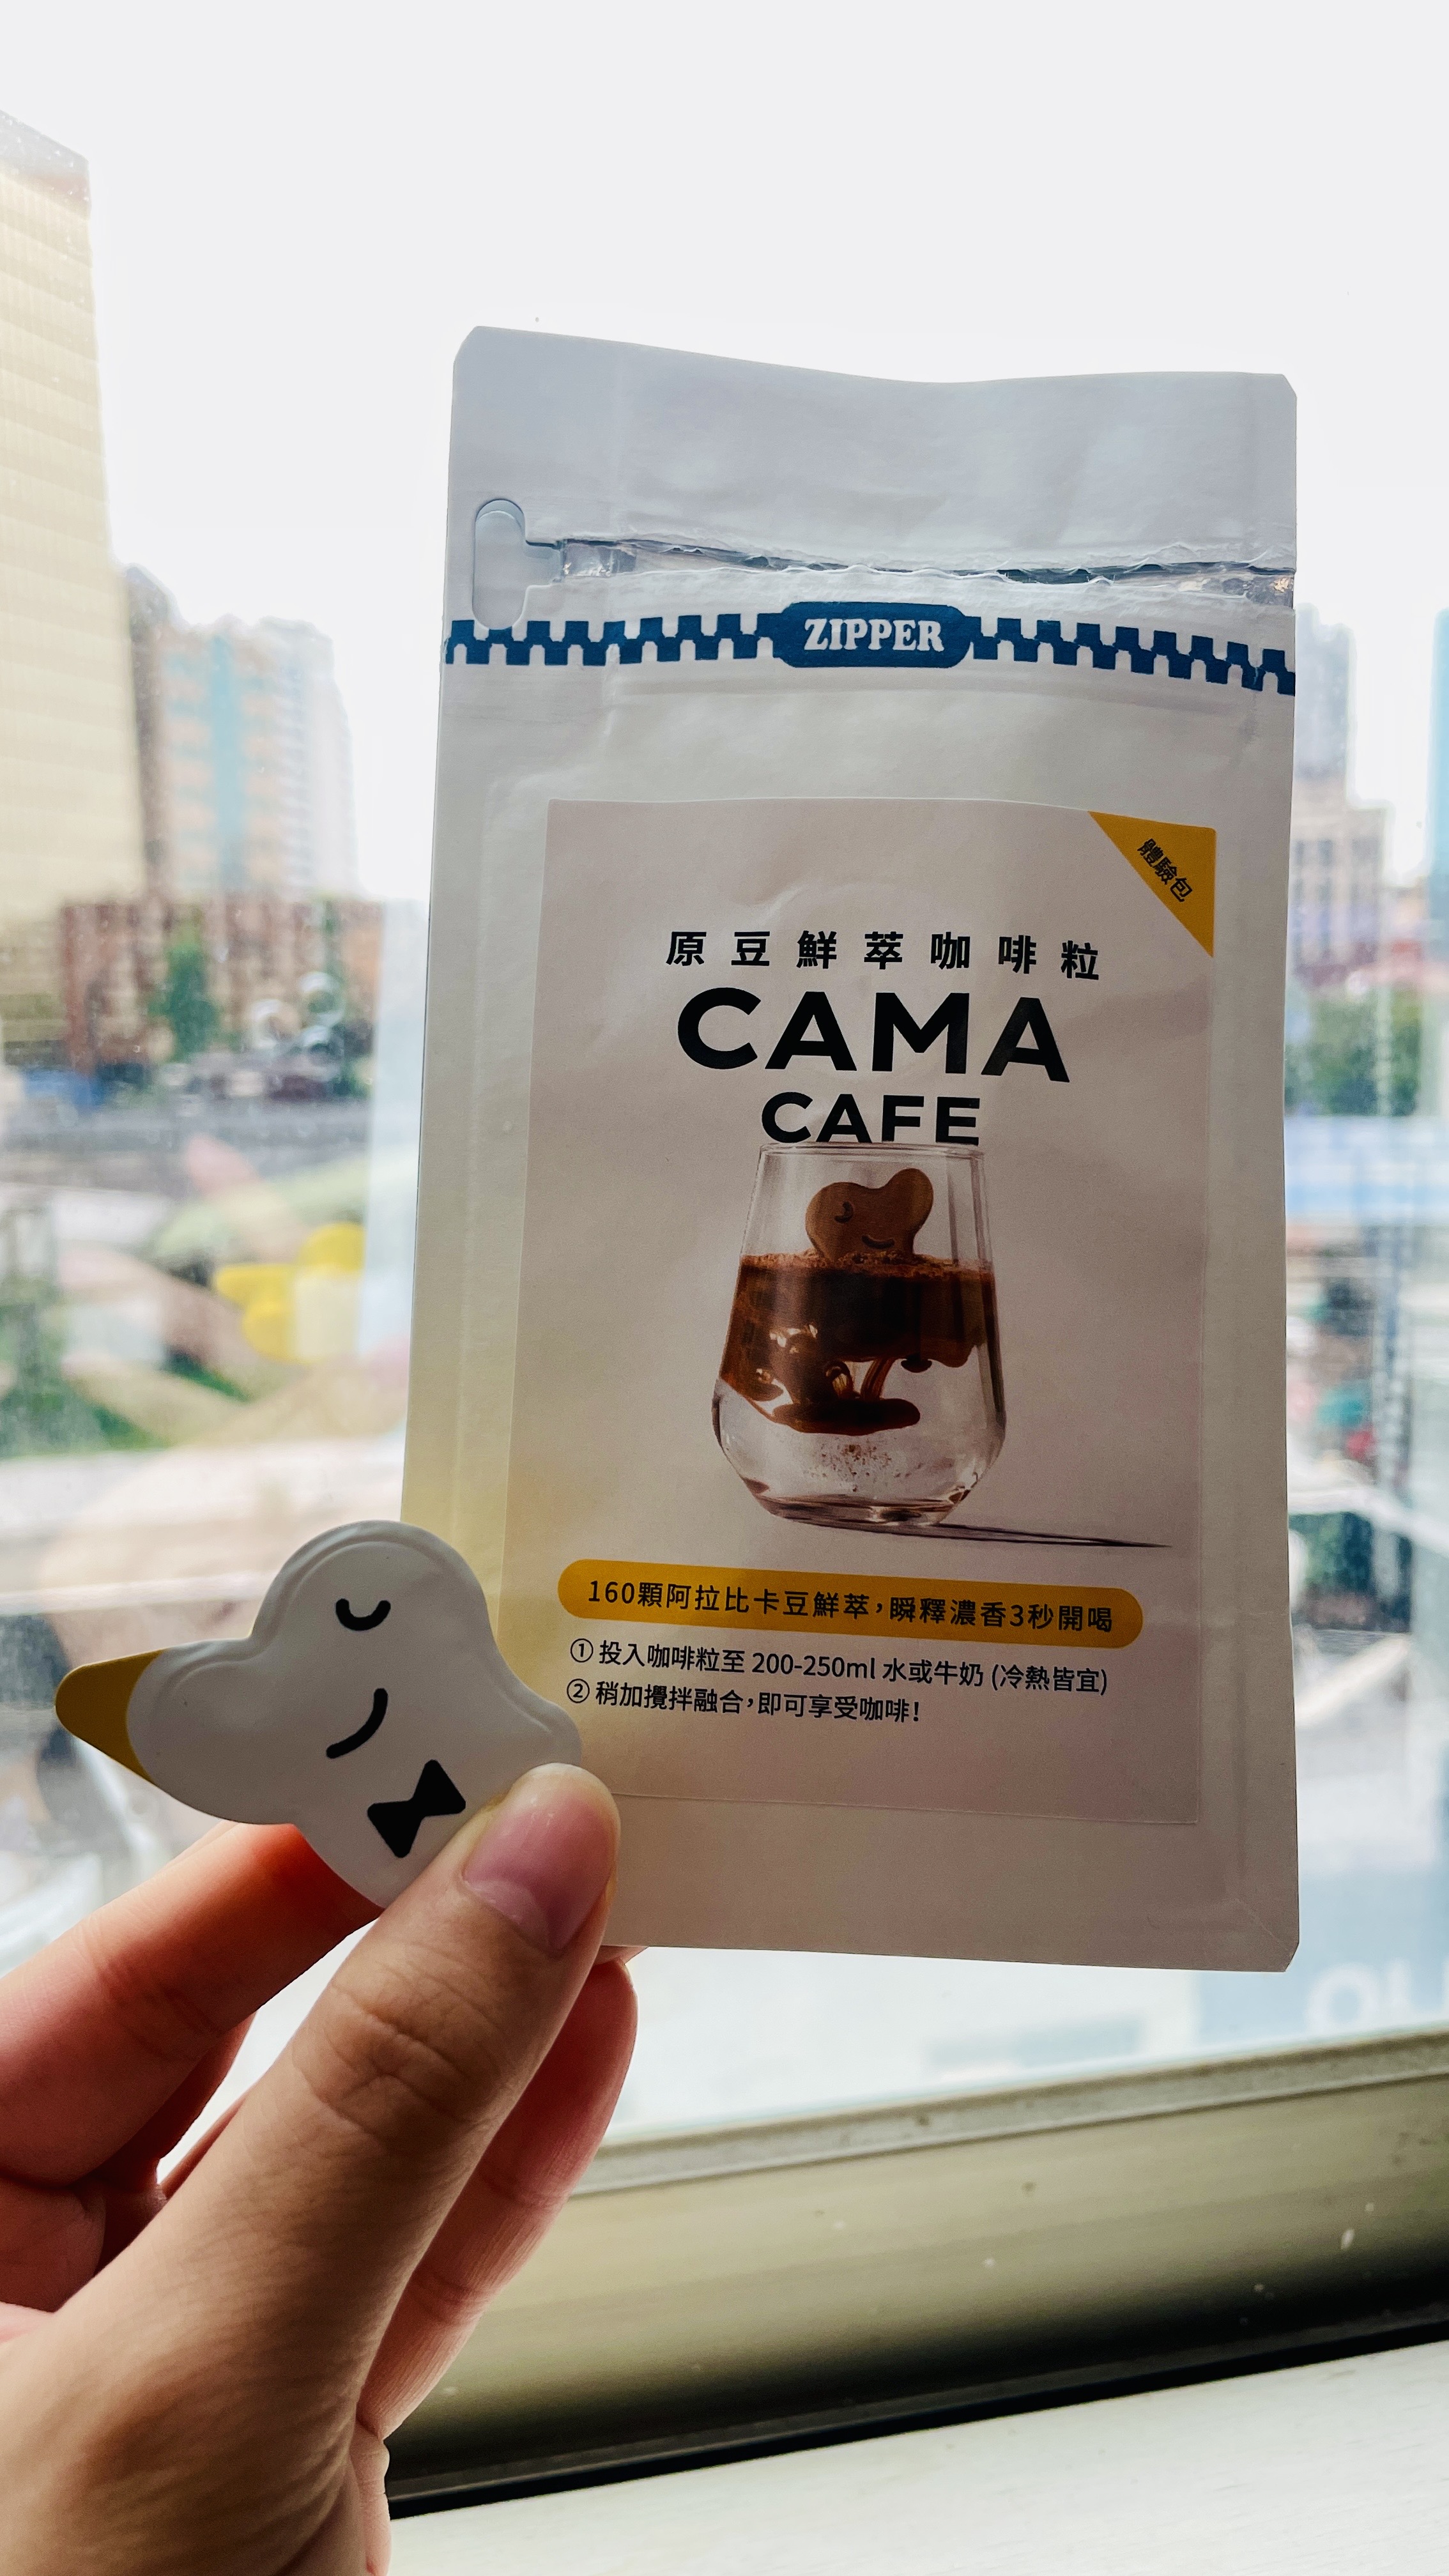 ZIPPER
體驗包
原豆鮮萃咖啡粒
CAMA
CAFE
160顆阿拉比卡豆鮮萃,瞬釋濃香3秒開喝
① 投入咖啡粒至 200-250ml 水或牛奶 (冷熱皆宜)
② 稍加攪拌融合,即可享受咖啡!